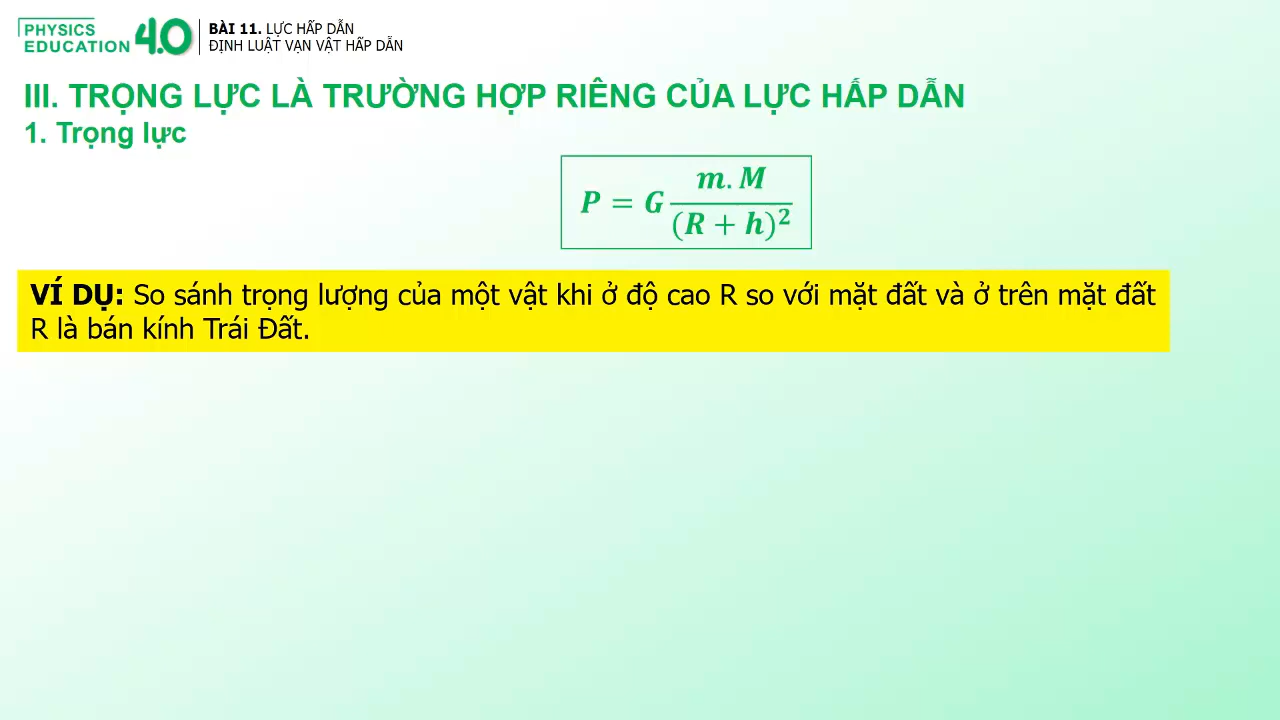 PHYSICS
EDUCATION 4.0
BÀI 11. LỰC HẤP DẪN
ĐỊNH LUẬT VẠN VẬT HẤP DẪN
III. TRỌNG LỰC LÀ TRƯỜNG HỢP RIÊNG CỦA LỰC HẤP DẪN
1. Trọng lực
P = G m.M / (R + h)²
VÍ DỤ: So sánh trọng lượng của một vật khi ở độ cao R so với mặt đất và ở trên mặt đất
R là bán kính Trái Đất.